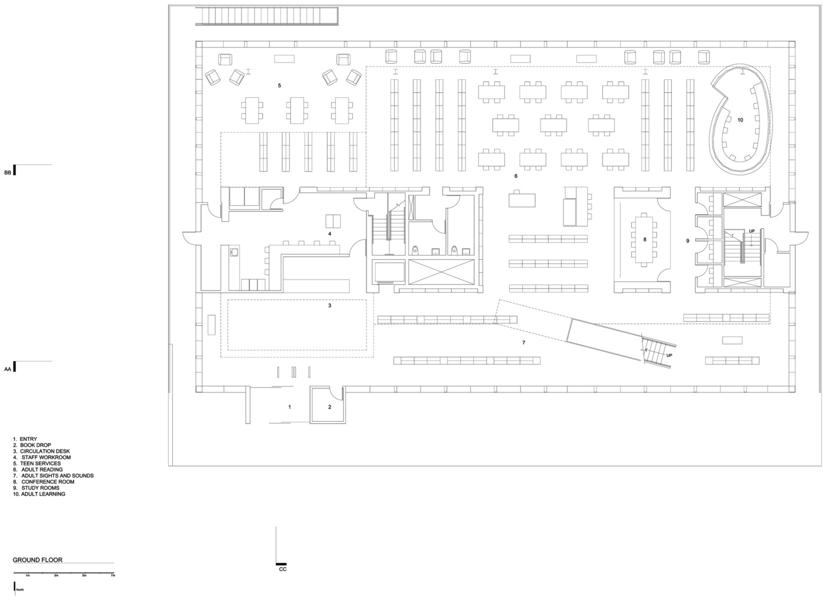 5
10
BB
6
4
UP
8
9
3
7
UP
AA
1
2
1. ENTRY
2. BOOK DROP
3. CIRCULATION DESK
4. STAFF WORKROOM
5. TEEN SERVICES
6. ADULT READING
7. ADULT SIGHTS AND SOUNDS
8. CONFERENCE ROOM
9. STUDY ROOMS
10. ADULT LEARNING
GROUND FLOOR
CC